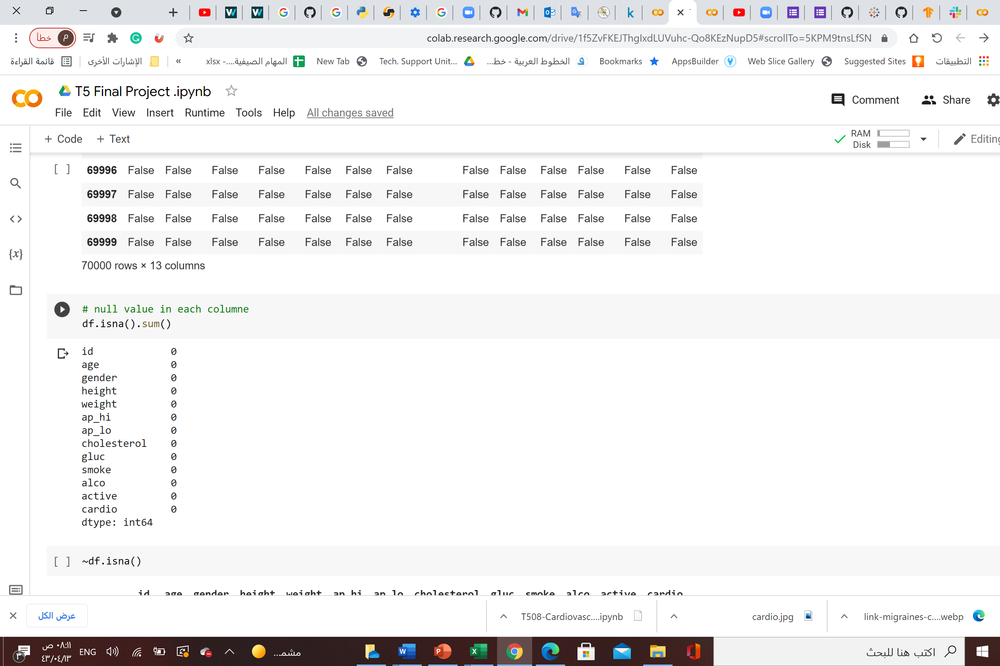 خطأ
colab.research.google.com/drive/1f5ZvFKEJThgIxdLUVuhc-Qo8KEzNupD5#scrollTo=5KPM9tnsLfSN
التطبيقات
Suggested Sites
Web Slice Gallery
AppsBuilder
Bookmarks
الخطوط العربية - خط...
Tech. Support Unit...
New Tab
المهام الصيفية....- xlsx
»
الإشارات الأخرى
قائمة القراءة
T5 Final Project .ipynb
File Edit View Insert Runtime Tools Help All changes saved
Comment Share
+ Code + Text
RAM
Disk
Editing
[ ] 69996 False False False False False False False False False False False False False
69997 False False False False False False False False False False False False False
69998 False False False False False False False False False False False False False
69999 False False False False False False False False False False False False False
70000 rows × 13 columns
# null value in each columne
df.isna().sum()
id 0
age 0
gender 0
height 0
weight 0
ap_hi 0
ap_lo 0
cholesterol 0
gluc 0
smoke 0
alco 0
active 0
cardio 0
dtype: int64
[ ] ~df.isna()
id age gender height weight ap_hi ap_lo cholesterol gluc smoke alco active cardio
عرض الكل
T508-Cardiovasc....ipynb
cardio.jpg
link-migraines-c....webp
٠٨:١١ ص
٤٣/٠٤/١٣
٣
ENG
مشم...
اكتب هنا للبحث